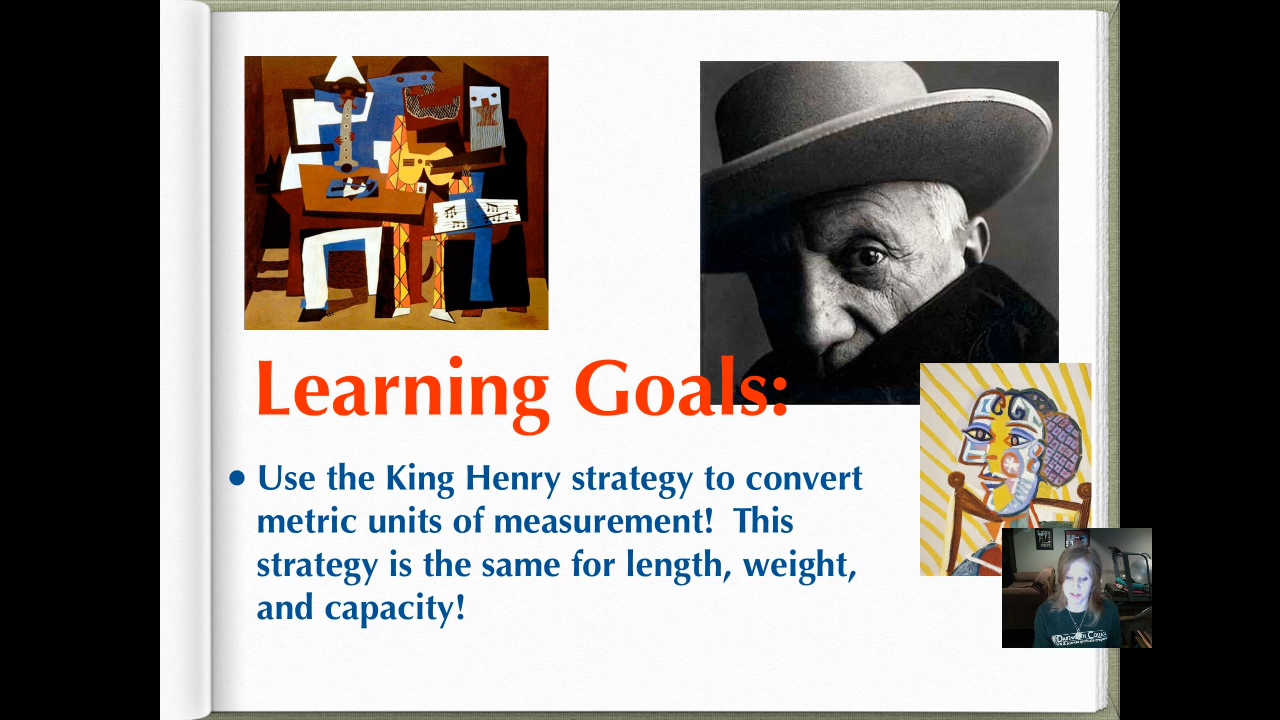 Learning Goals:
• Use the King Henry strategy to convert
metric units of measurement! This
strategy is the same for length, weight,
and capacity!